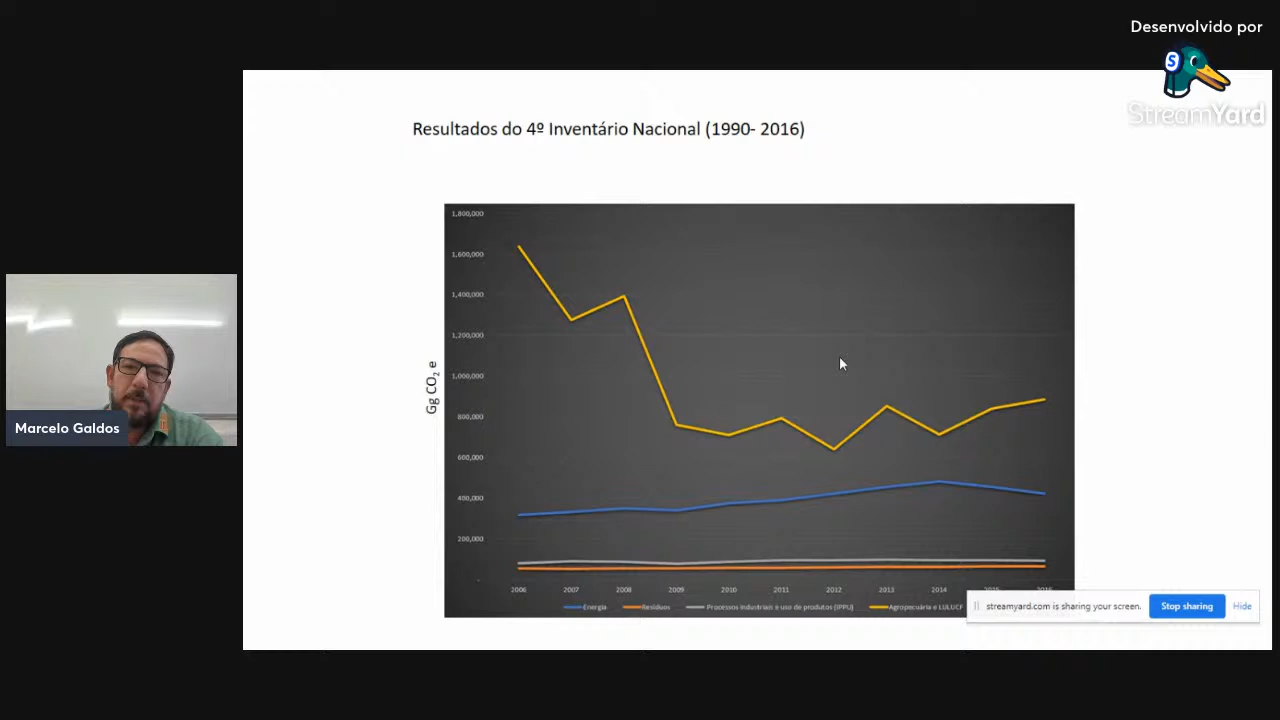 Desenvolvido por
S
StreamYard
Resultados do 4º Inventário Nacional (1990- 2016)
1,800,000
1,600,000
1,400,000
1,200,000
1,000,000
800,000
600,000
400,000
200,000
-
Gg CO₂ e
2006 2007 2008 2009 2010 2011 2012 2013 2014 2015 2016
Energia Resíduos Processos industriais e uso de produtos (IPPU) Agropecuária e LULUCF
Marcelo Galdos
streamyard.com is sharing your screen. Stop sharing Hide